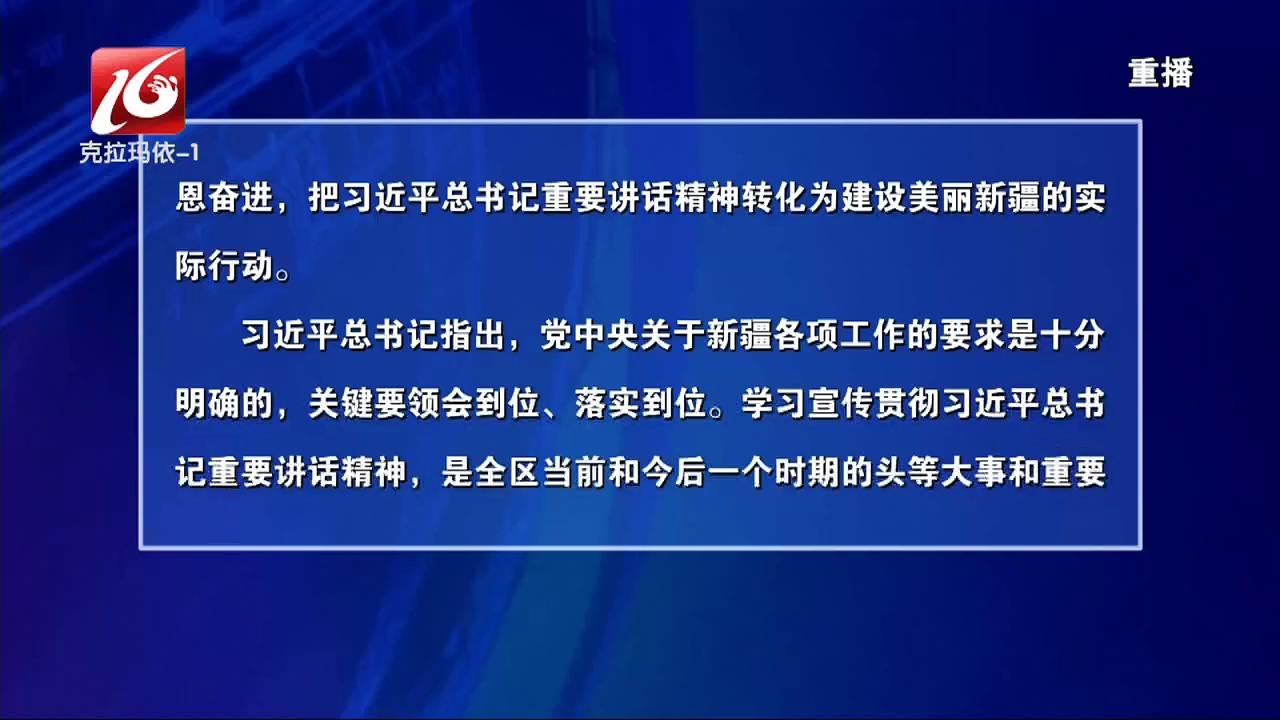 重播
克拉玛依-1
恩奋进，把习近平总书记重要讲话精神转化为建设美丽新疆的实
际行动。
习近平总书记指出，党中央关于新疆各项工作的要求是十分
明确的，关键要领会到位、落实到位。学习宣传贯彻习近平总书
记重要讲话精神，是全区当前和今后一个时期的头等大事和重要